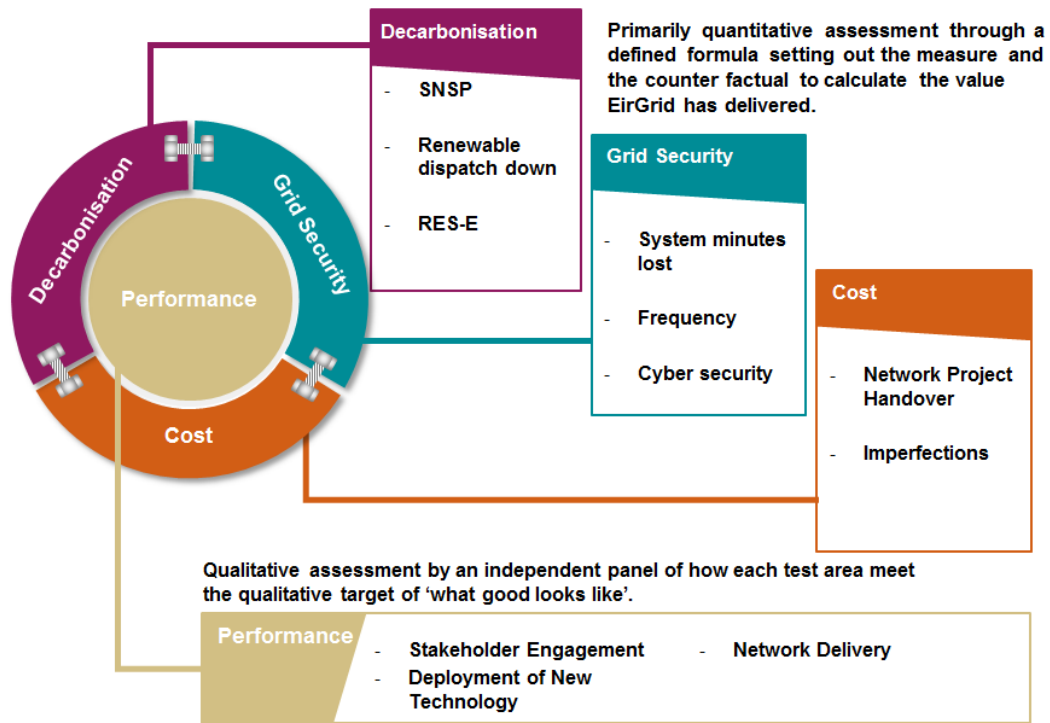 Decarbonisation
- SNSP
- Renewable
dispatch down
- RES-E
Primarily quantitative assessment through a
defined formula setting out the measure and
the counter factual to calculate the value
EirGrid has delivered.
Grid Security
- System minutes
lost
- Frequency
- Cyber security
Cost
- Network Project
Handover
- Imperfections
Decarbonisation
Grid Security
Performance
Cost
Qualitative assessment by an independent panel of how each test area meet
the qualitative target of ‘what good looks like’.
Performance
- Stakeholder Engagement
- Deployment of New
Technology
- Network Delivery